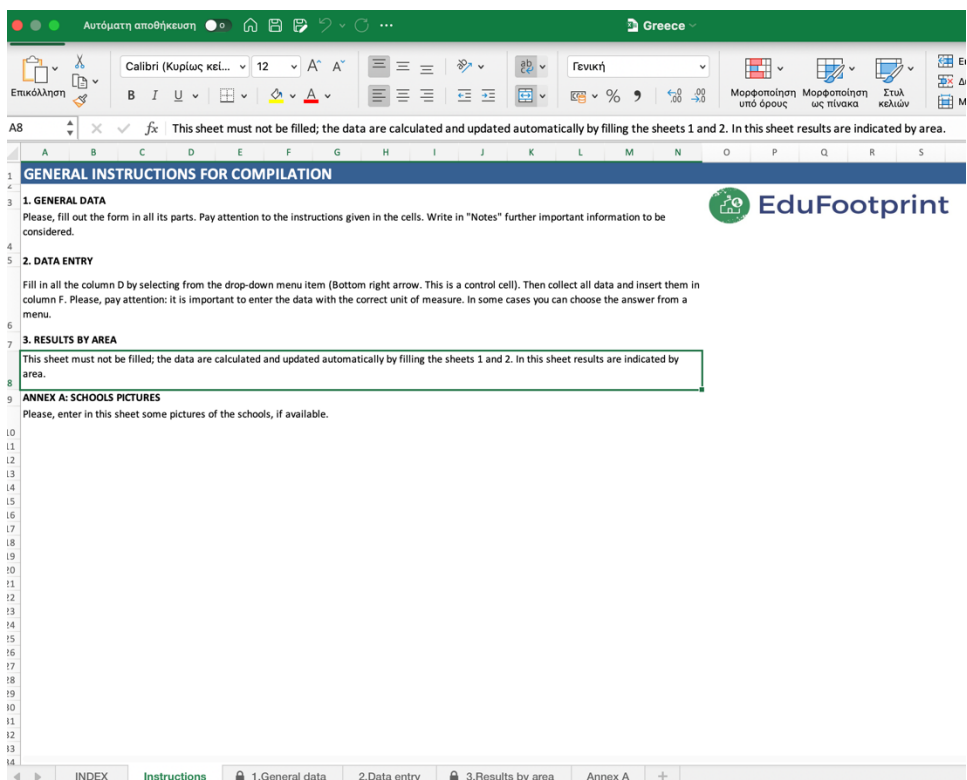 Αυτόματη αποθήκευση
Greece
Επικόλληση
Calibri (Κυρίως κεί...
12
A^ A˅
B I U
A
ab
Γενική
% 9
,00 ,00
Μορφοποίηση υπό όρους
Μορφοποίηση ως πίνακα
Στυλ κελιών
A8
fx
This sheet must not be filled; the data are calculated and updated automatically by filling the sheets 1 and 2. In this sheet results are indicated by area.
A B C D E F G H I J K L M N O P Q R S
GENERAL INSTRUCTIONS FOR COMPILATION
1. GENERAL DATA
Please, fill out the form in all its parts. Pay attention to the instructions given in the cells. Write in "Notes" further important information to be
considered.
EduFootprint
2. DATA ENTRY
Fill in all the column D by selecting from the drop-down menu item (Bottom right arrow. This is a control cell). Then collect all data and insert them in
column F. Please, pay attention: it is important to enter the data with the correct unit of measure. In some cases you can choose the answer from a
menu.
3. RESULTS BY AREA
This sheet must not be filled; the data are calculated and updated automatically by filling the sheets 1 and 2. In this sheet results are indicated by
area.
ANNEX A: SCHOOLS PICTURES
Please, enter in this sheet some pictures of the schools, if available.
INDEX
Instructions
1.General data
2.Data entry
3.Results by area
Annex A